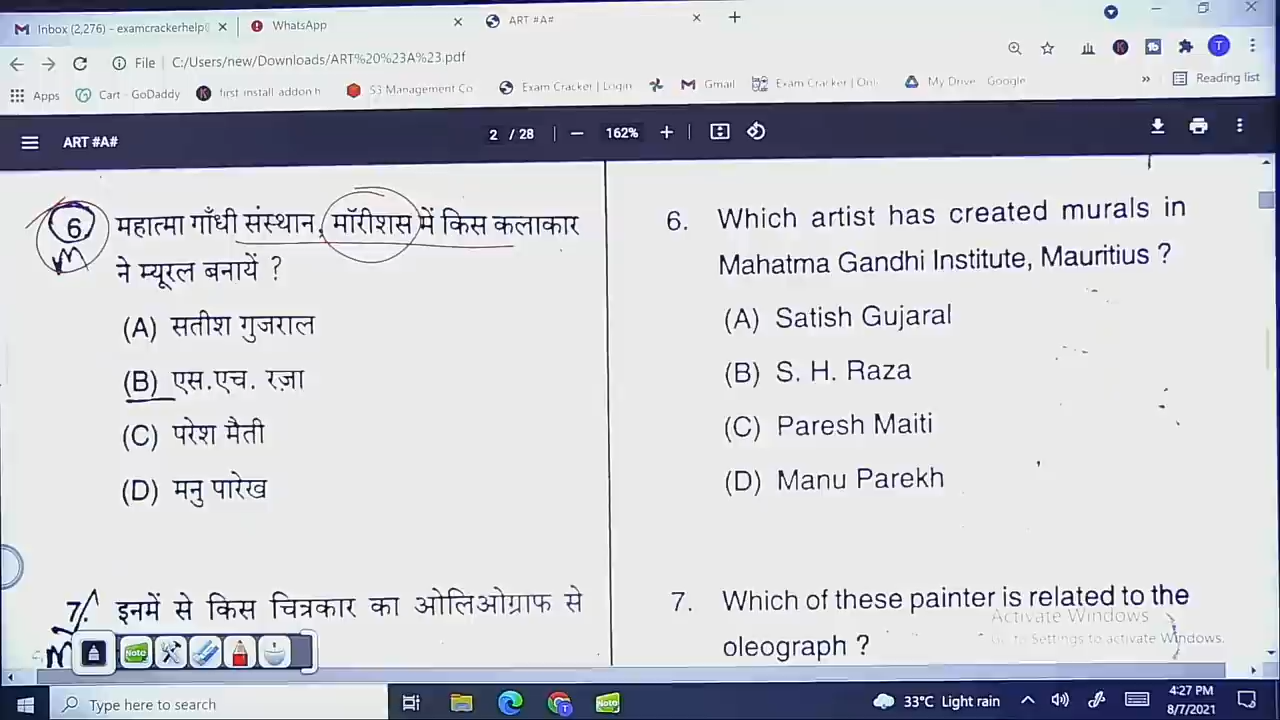 Inbox (2,276) - examcrackerhelp@
WhatsApp
ART #A#
File
C:/Users/new/Downloads/ART%20%23A%23.pdf
Apps
Cart - GoDaddy
first install addon h
S3 Management Co
Exam Cracker | Login
Gmail
Exam Cracker | Onl
My Drive Google
»
Reading list
ART #A#
2 / 28
162%
6 महात्मा गाँधी संस्थान, मॉरीशस में किस कलाकार
M ने म्यूरल बनायें ?
(A) सतीश गुजराल
(B) एस.एच. रज़ा
(C) परेश मैती
(D) मनु पारेख
7. इनमें से किस चित्रकार का ओलिओग्राफ से
M
6. Which artist has created murals in
Mahatma Gandhi Institute, Mauritius ?
(A) Satish Gujaral
(B) S. H. Raza
(C) Paresh Maiti
(D) Manu Parekh
7. Which of these painter is related to the
oleograph ?
Activate Windows
Go to Settings to activate Windows.
Note
Type here to search
Note
33°C Light rain
4:27 PM
8/7/2021